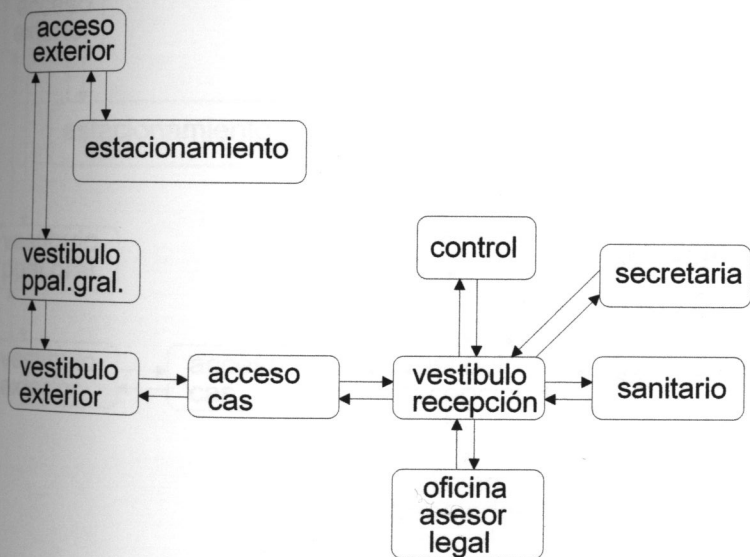 acceso
exterior
estacionamiento
vestibulo
ppal.gral.
control
secretaria
vestibulo
exterior
acceso
cas
vestibulo
recepción
sanitario
oficina
asesor
legal